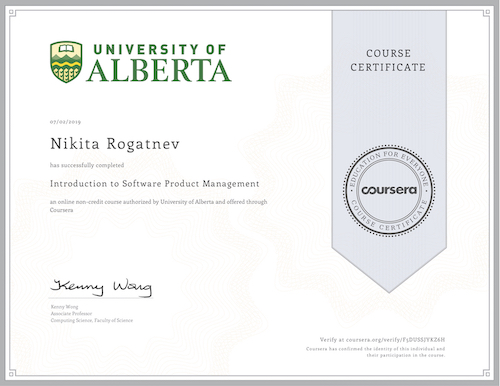 UNIVERSITY OF
ALBERTA
COURSE
CERTIFICATE
07/02/2019
Nikita Rogatnev
has successfully completed
Introduction to Software Product Management
an online non-credit course authorized by University of Alberta and offered through
Coursera
EDUCATION FOR EVERYONE
coursera
COURSE CERTIFICATE
Kenny Wong
Kenny Wong
Associate Professor
Computing Science, Faculty of Science
Verify at coursera.org/verify/
Coursera has confirmed the identity of this individual and
their participation in the course.